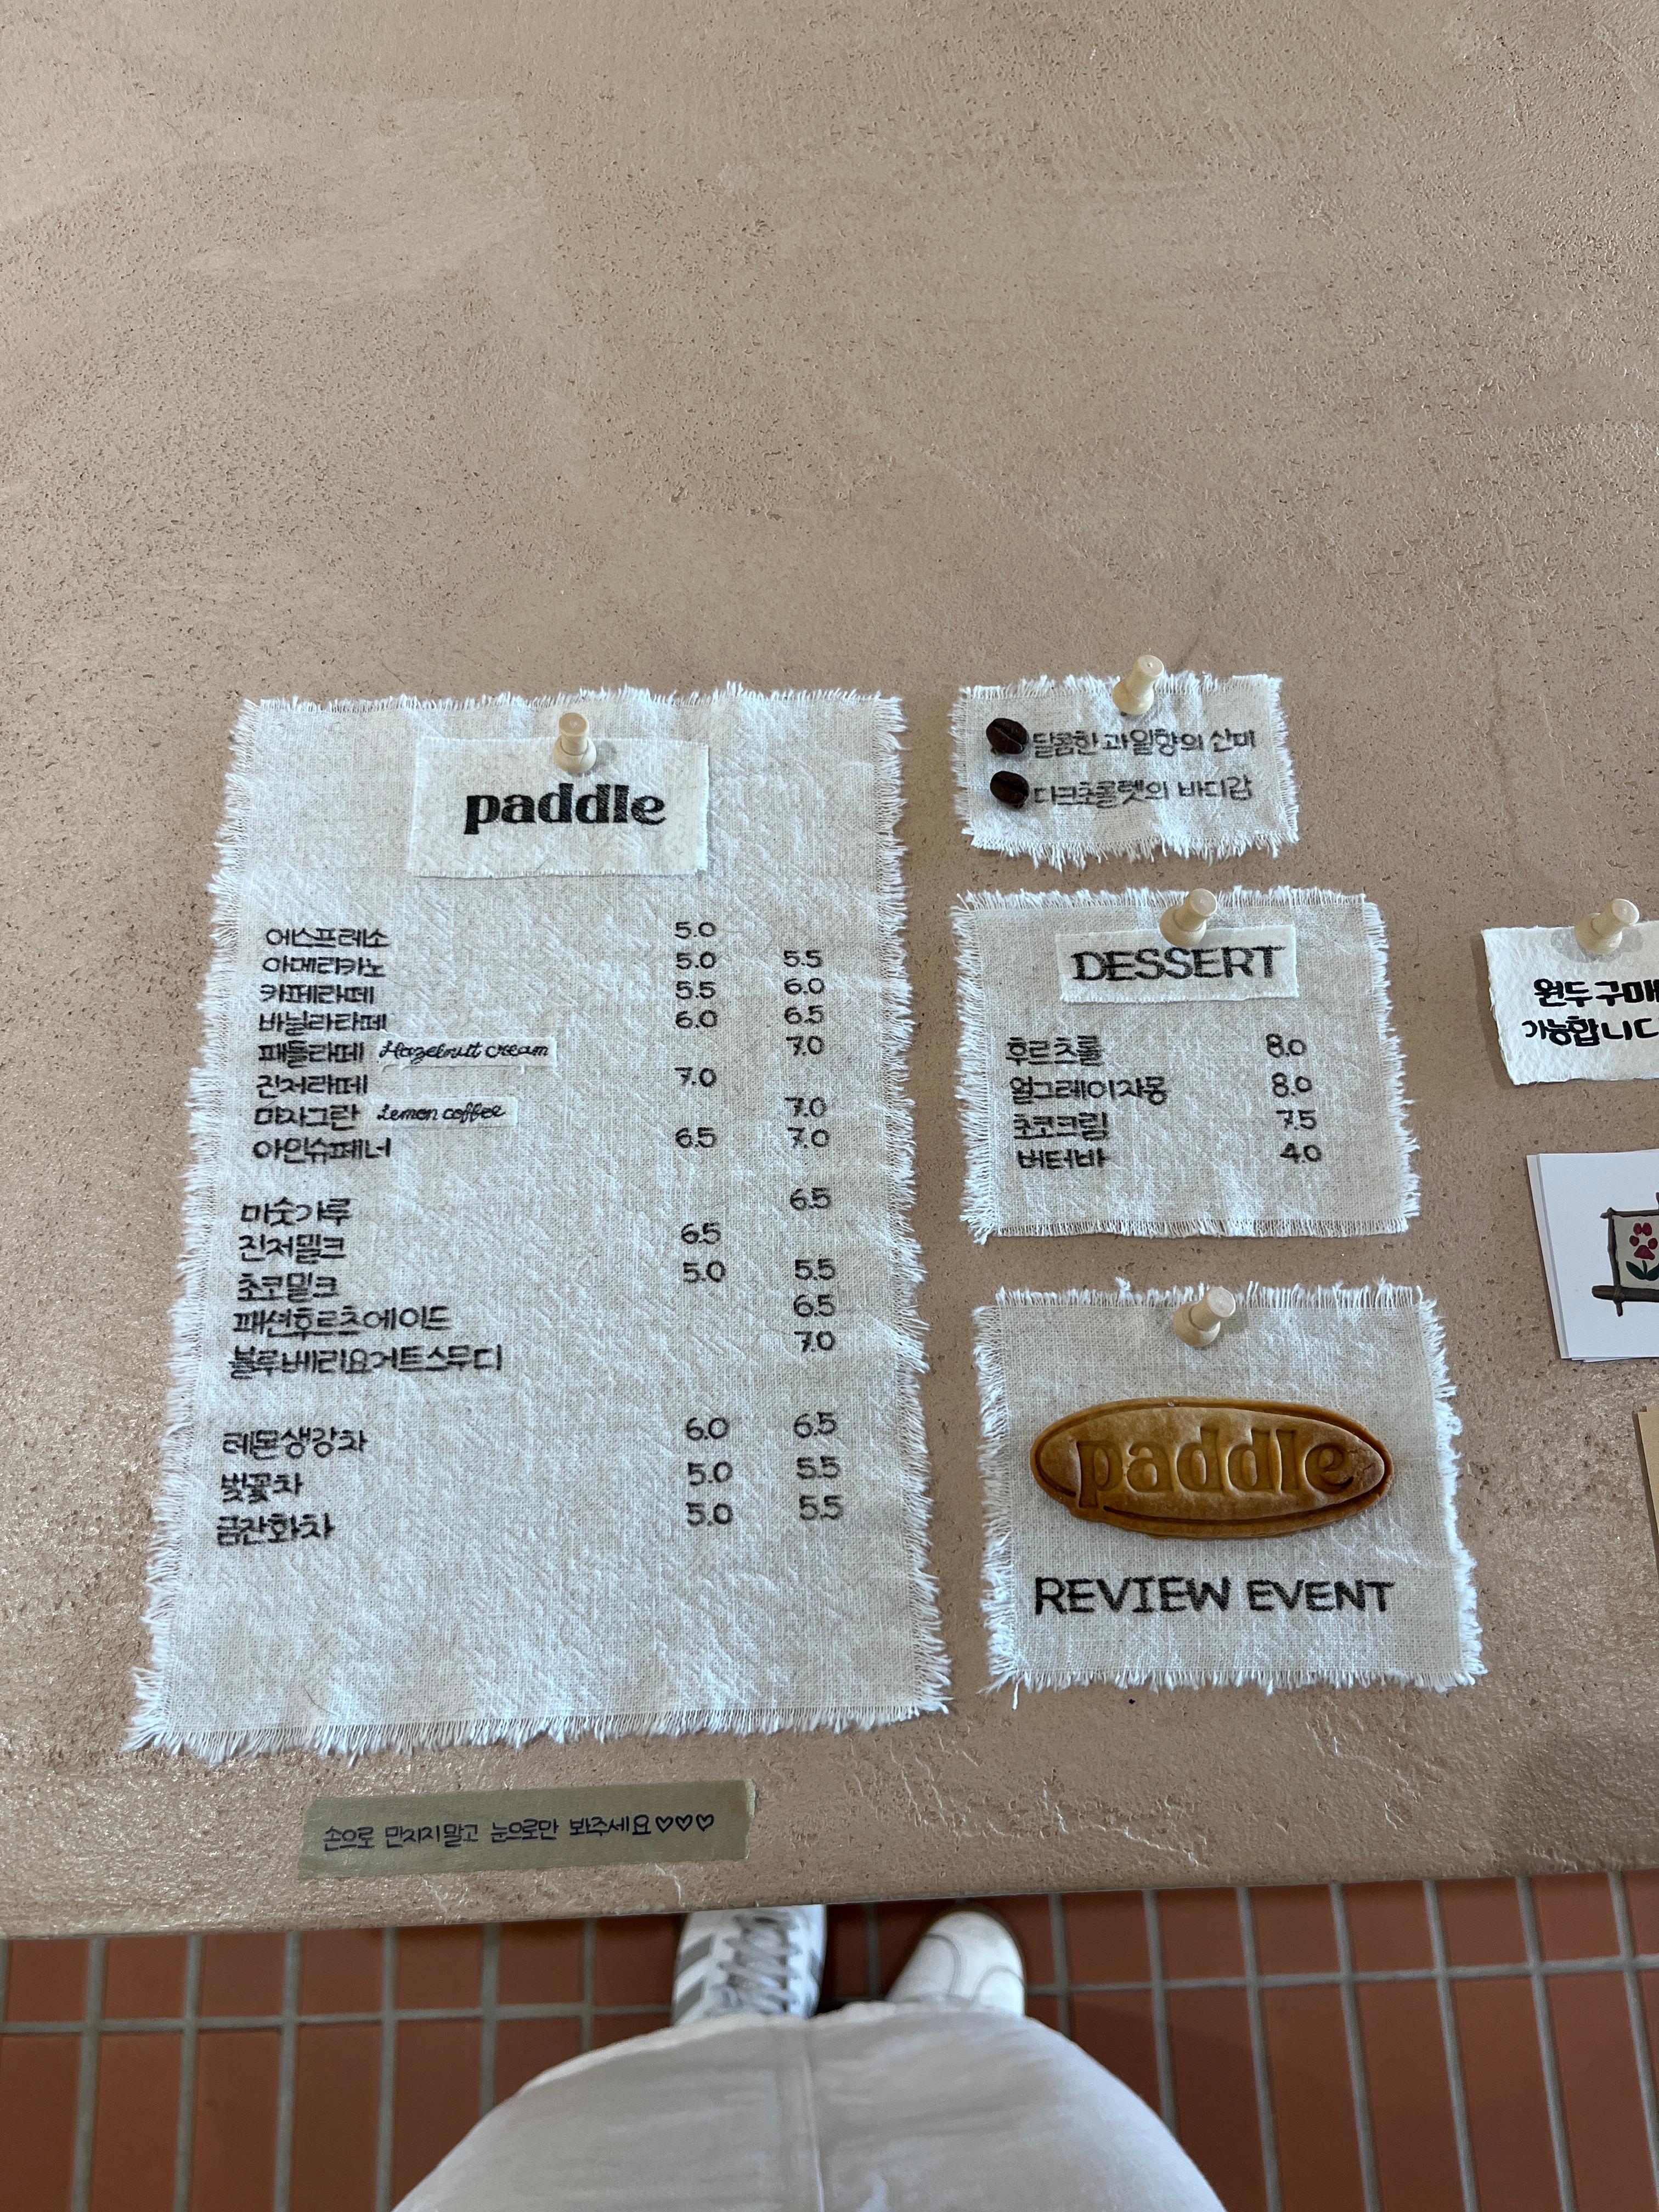 paddle
에스프레소 5.0
아메리카노 5.0 5.5
카페라떼 5.5 6.0
바닐라라떼 6.0 6.5
패들라떼 Hazelnut cream 7.0
진저라떼 7.0
마자그란 Lemon coffee 7.0
아인슈페너 6.5 7.0
미숫가루 6.5
진저밀크 6.5
초코밀크 5.0 5.5
패션후르츠에이드 6.5
블루베리요거트스무디 7.0
레몬생강차 6.0 6.5
벚꽃차 5.0 5.5
금잔화차 5.0 5.5
달콤한 과일향의 산미
다크초콜렛의 바디감
DESSERT
후르츠롤 8.0
얼그레이자몽 8.0
초코크림 7.5
버터바 4.0
paddle
REVIEW EVENT
원두구매
가능합니다
손으로 만지지말고 눈으로만 봐주세요♡♡♡